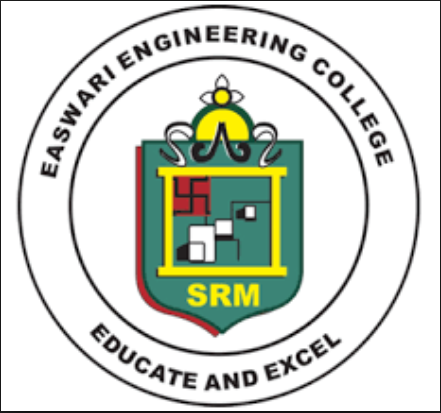 EASWARI ENGINEERING COLLEGE
SRM
EDUCATE AND EXCEL